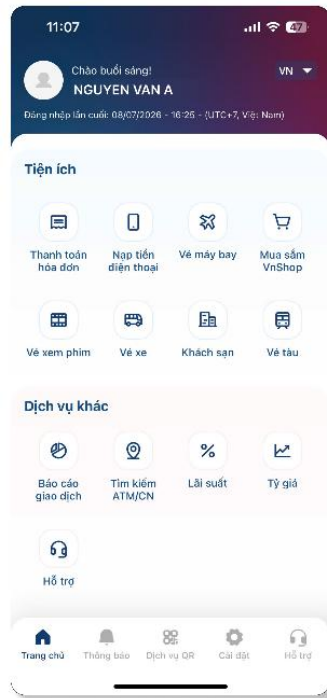 11:07
47
Chào buổi sáng!
VN
NGUYEN VAN A
Đăng nhập lần cuối: 08/07/2026 - 16:25 - (UTC+7, Việt Nam)
Tiện ích
Thanh toán Nạp tiền Vé máy bay Mua sắm
hóa đơn điện thoại VnShop
Vé xem phim Vé xe Khách sạn Vé tàu
Dịch vụ khác
Báo cáo Tìm kiếm Lãi suất Tỷ giá
giao dịch ATM/CN
Hỗ trợ
Trang chủ Thông báo Dịch vụ QR Cài đặt Hỗ trợ